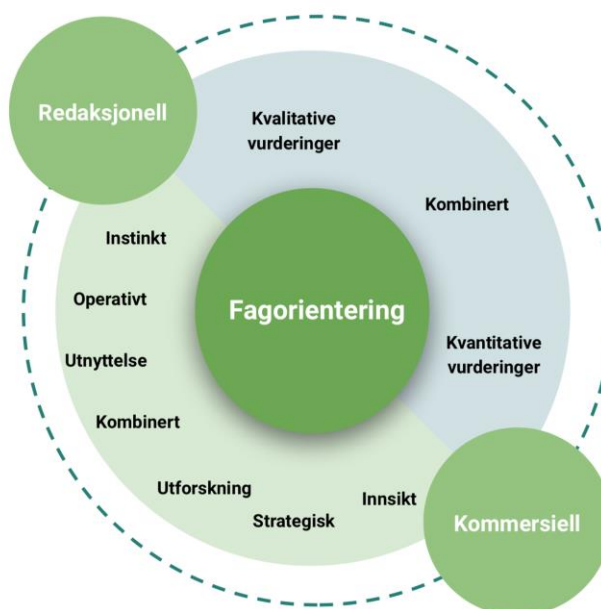 Redaksjonell
Kvalitative
vurderinger
Kombinert
Instinkt
Operativt
Fagorientering
Utnyttelse
Kvantitative
vurderinger
Kombinert
Utforskning
Innsikt
Strategisk
Kommersiell